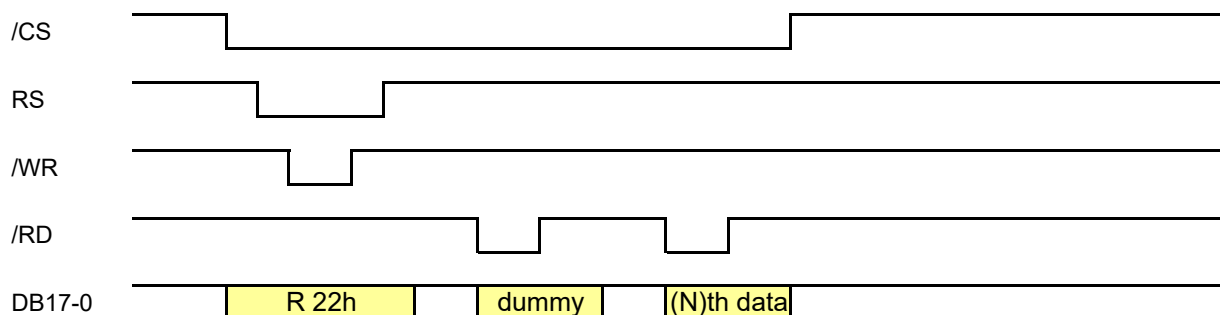 /CS
RS
/WR
/RD
DB17-0 R 22h dummy (N)th data